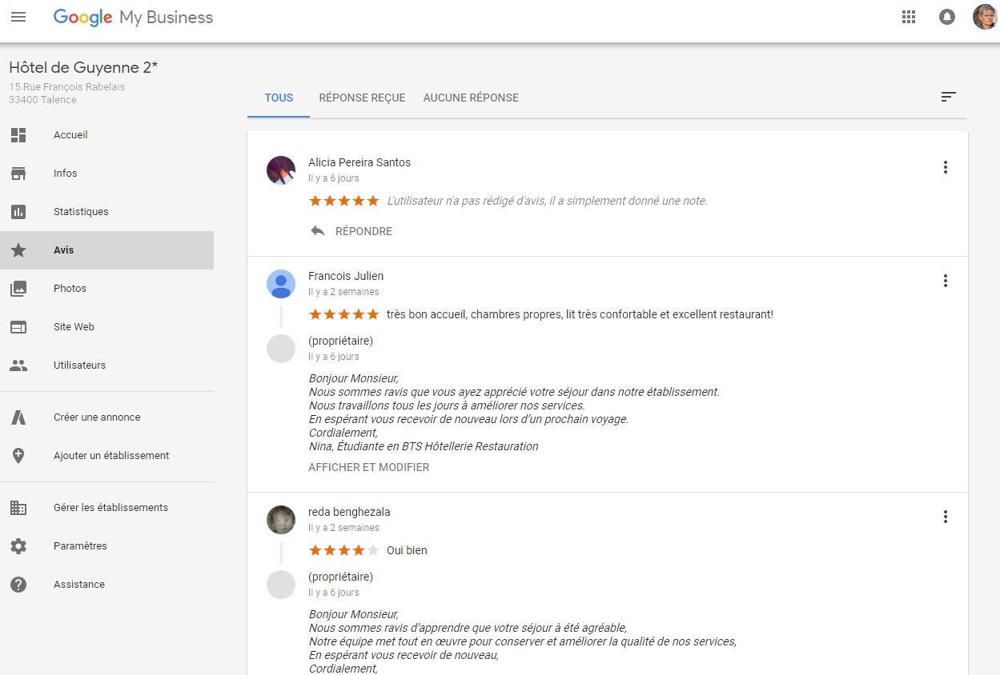 Google My Business
Hôtel de Guyenne 2*
15 Rue François Rabelais
33400 Talence
Accueil
Infos
Statistiques
Avis
Photos
Site Web
Utilisateurs
Créer une annonce
Ajouter un établissement
Gérer les établissements
Paramètres
Assistance
TOUS RÉPONSE REÇUE AUCUNE RÉPONSE
Alicia Pereira Santos
Il y a 6 jours
L'utilisateur n'a pas rédigé d'avis, il a simplement donné une note.
RÉPONDRE
Francois Julien
Il y a 2 semaines
très bon accueil, chambres propres, lit très confortable et excellent restaurant!
(propriétaire)
Il y a 6 jours
Bonjour Monsieur,
Nous sommes ravis que vous ayez apprécié votre séjour dans notre établissement.
Nous travaillons tous les jours à améliorer nos services.
En espérant vous recevoir de nouveau lors d'un prochain voyage.
Cordialement,
Nina, Étudiante en BTS Hôtellerie Restauration
AFFICHER ET MODIFIER
reda benghezala
Il y a 2 semaines
Oui bien
(propriétaire)
Il y a 6 jours
Bonjour Monsieur,
Nous sommes ravis d’apprendre que votre séjour à été agréable,
Notre équipe met tout en œuvre pour conserver et améliorer la qualité de nos services,
En espérant vous recevoir de nouveau,
Cordialement,